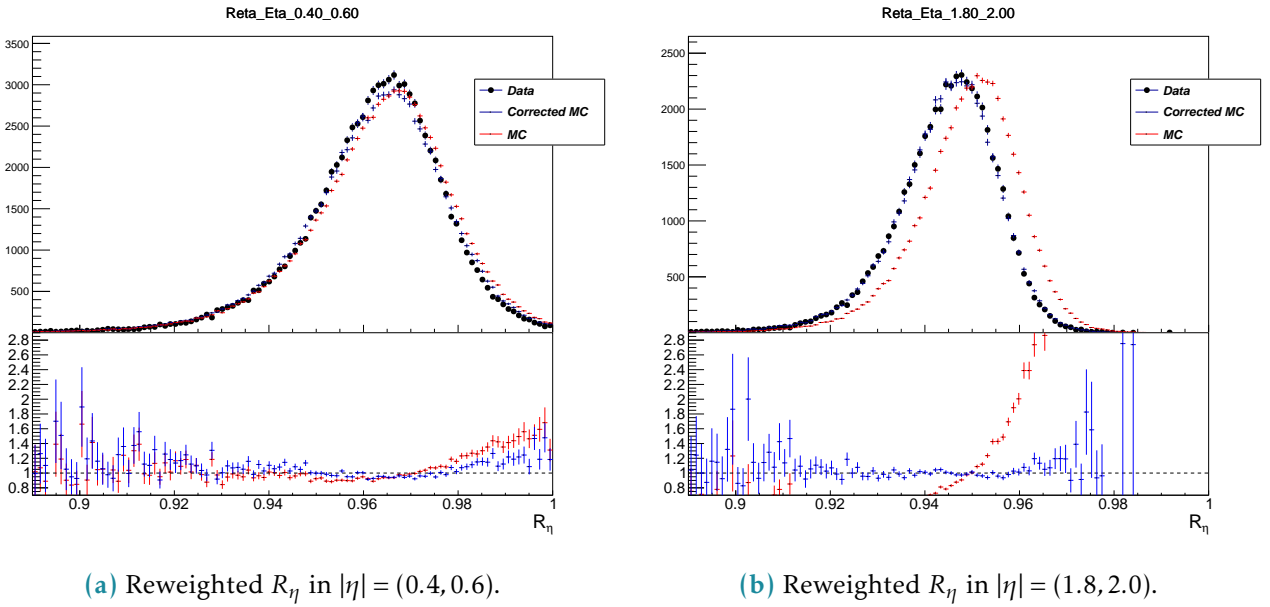 Reta_Eta_0.40_0.60
3500
3000
2500
2000
1500
1000
500
Data
Corrected MC
MC
2.8
2.6
2.4
2.2
2
1.8
1.6
1.4
1.2
1
0.8
0.9 0.92 0.94 0.96 0.98 1
Rη
(a) Reweighted Rη in |η| = (0.4, 0.6).
Reta_Eta_1.80_2.00
2500
2000
1500
1000
500
Data
Corrected MC
MC
2.8
2.6
2.4
2.2
2
1.8
1.6
1.4
1.2
1
0.8
0.9 0.92 0.94 0.96 0.98 1
Rη
(b) Reweighted Rη in |η| = (1.8, 2.0).